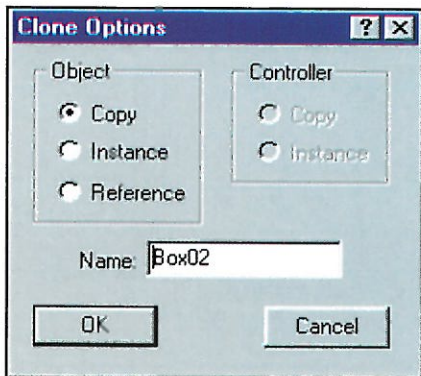 Clone Options
Object
Copy
Instance
Reference
Controller
Copy
Instance
Name: Box02
OK
Cancel